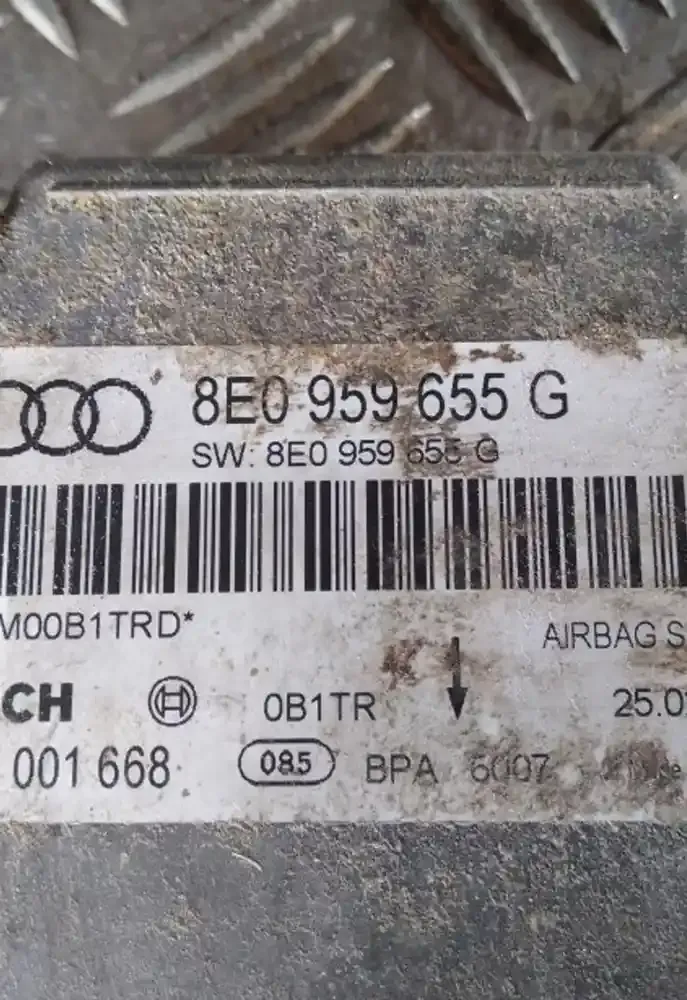 8E0 959 655 G
SW: 8E0 959 655 G
M00B1TRD*
AIRBAG S
CH 0B1TR 25.0
001 668 085 BPA 6007